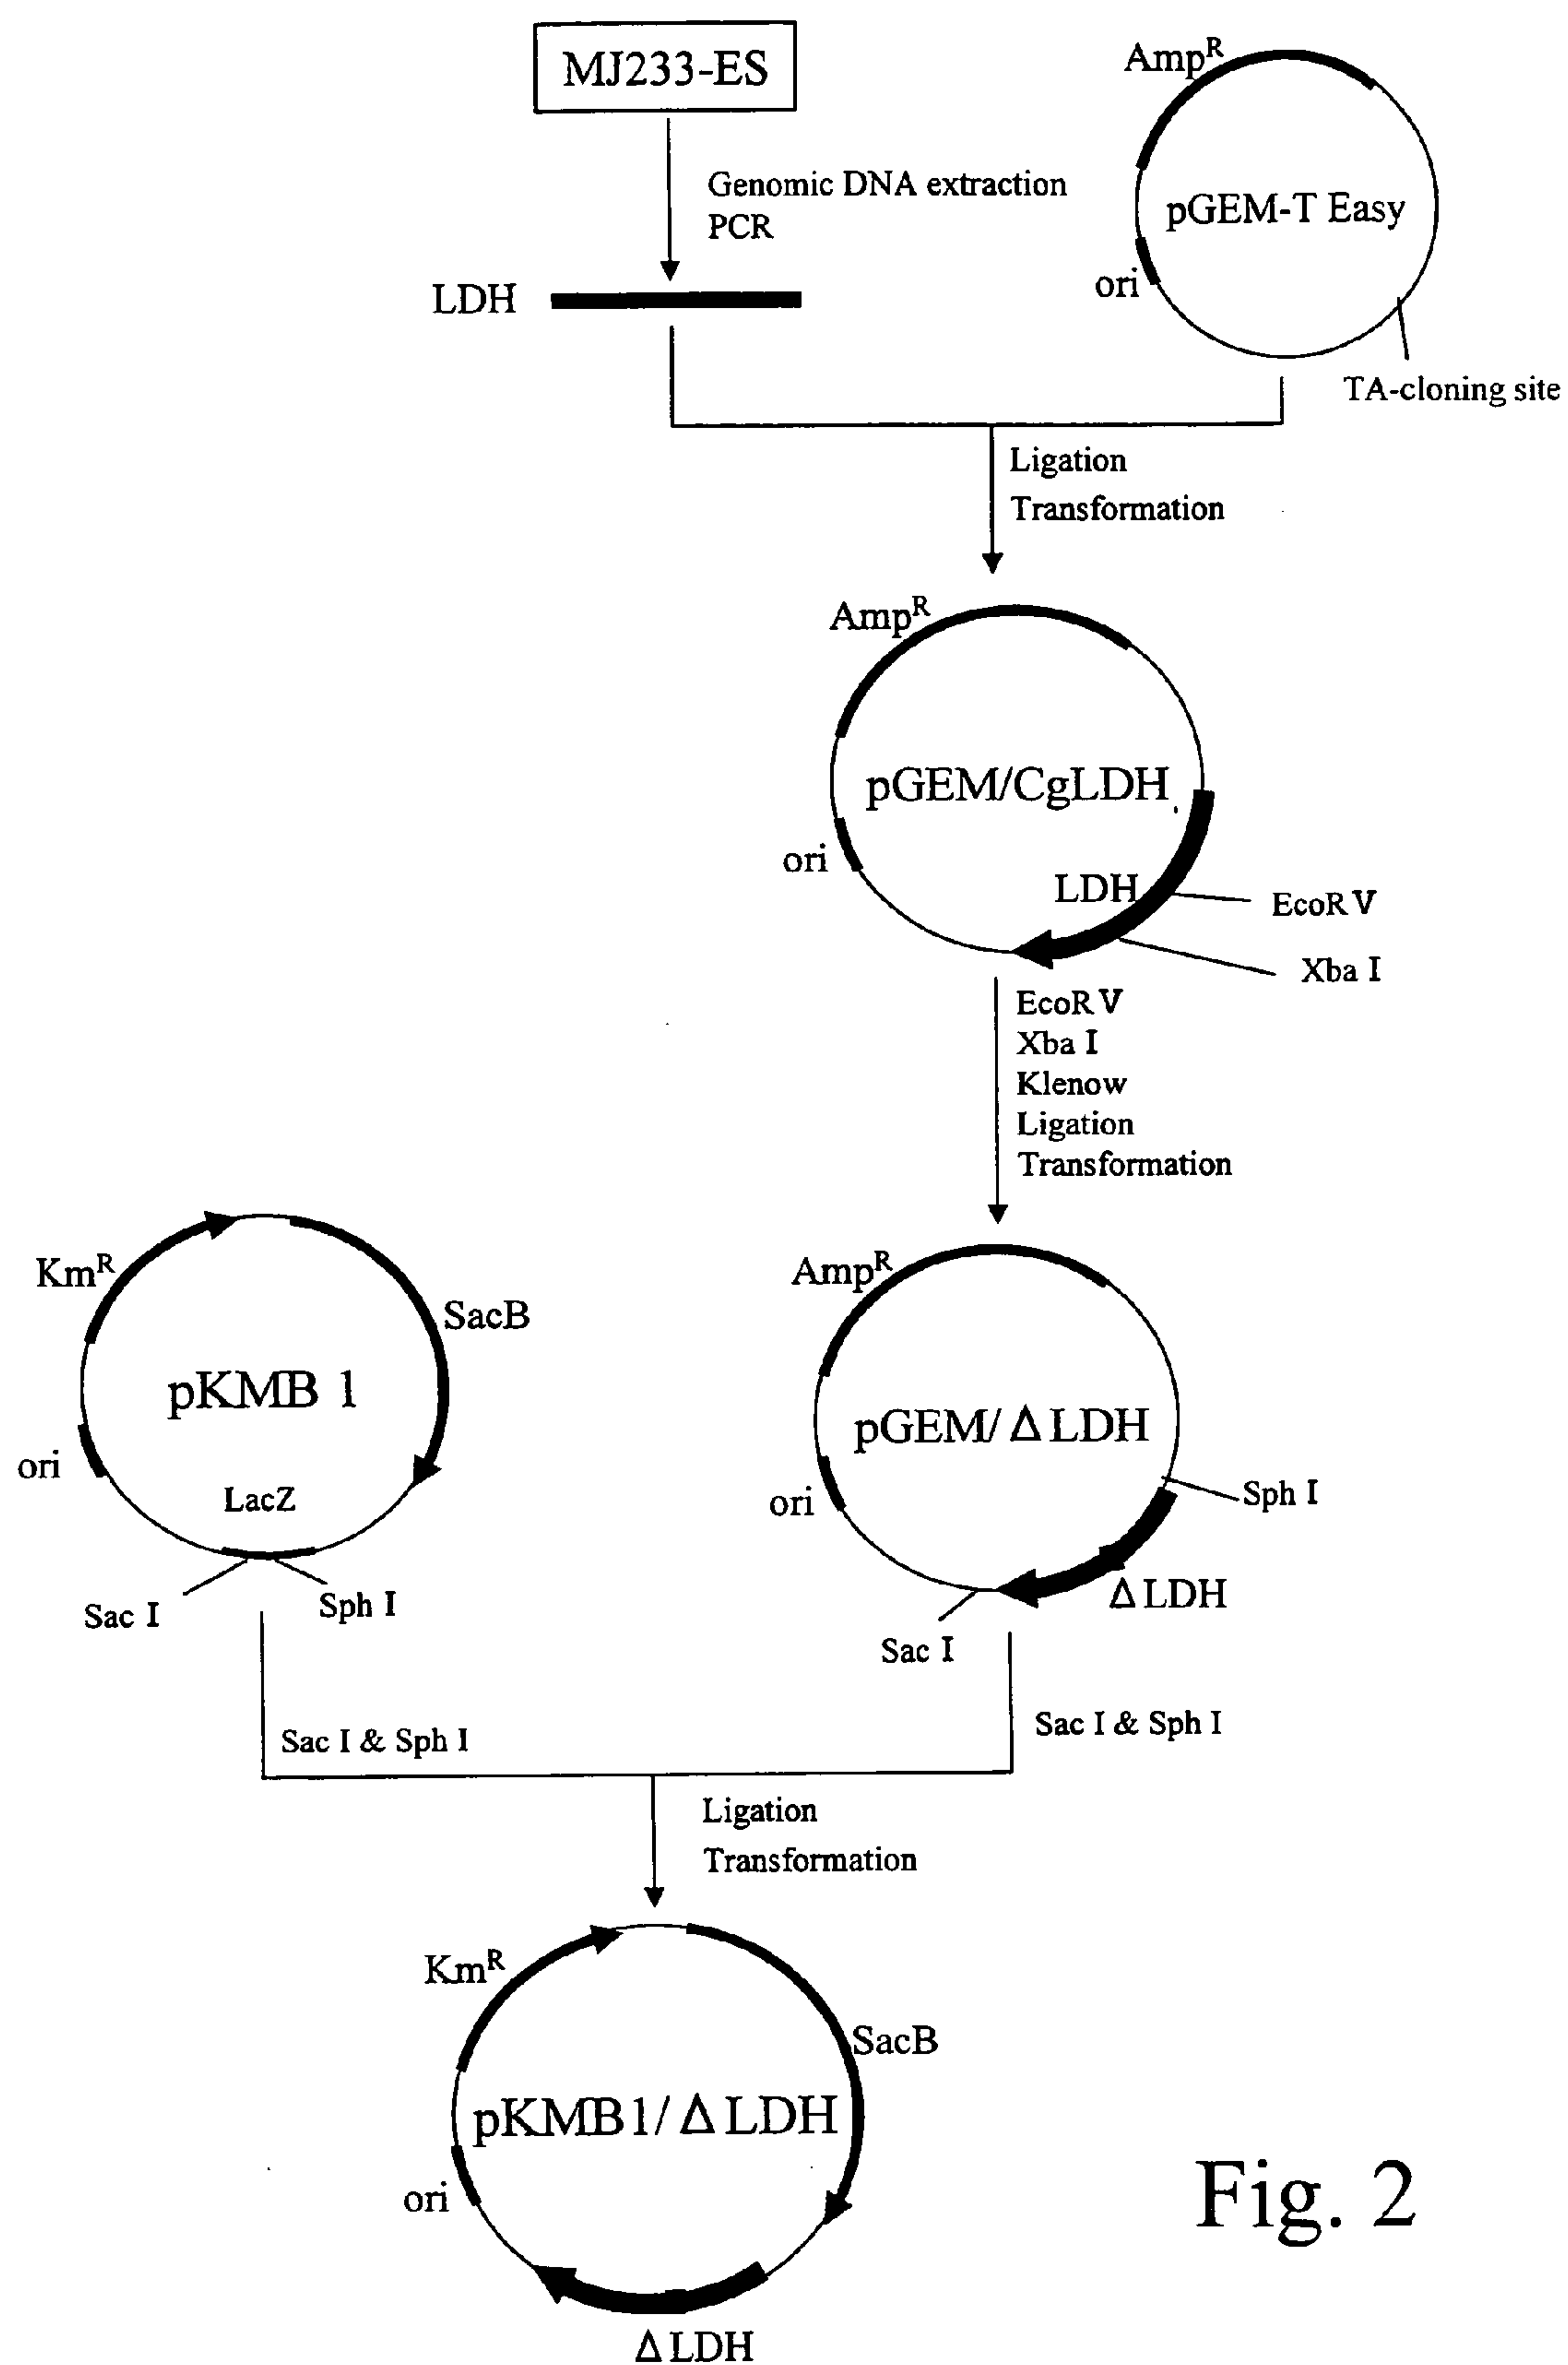 MJ233-ES
Amp^R
Genomic DNA extraction
PCR
pGEM-T Easy
ori
LDH
TA-cloning site
Ligation
Transformation
Amp^R
pGEM/CgLDH
ori
LDH
EcoR V
Xba I
EcoR V
Xba I
Klenow
Ligation
Transformation
Km^R
SacB
pKMB 1
ori
LacZ
Sac I
Sph I
Amp^R
pGEM/ΔLDH
ori
Sph I
ΔLDH
Sac I
Sac I & Sph I
Sac I & Sph I
Ligation
Transformation
Km^R
SacB
pKMB1/ΔLDH
ori
ΔLDH
Fig. 2